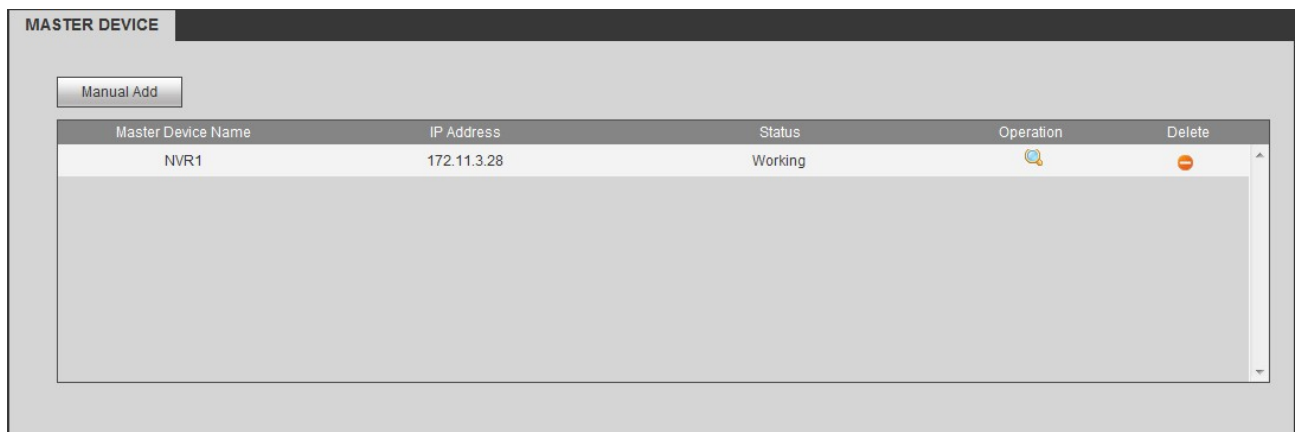 MASTER DEVICE
Manual Add
Master Device Name IP Address Status Operation Delete
NVR1 172.11.3.28 Working